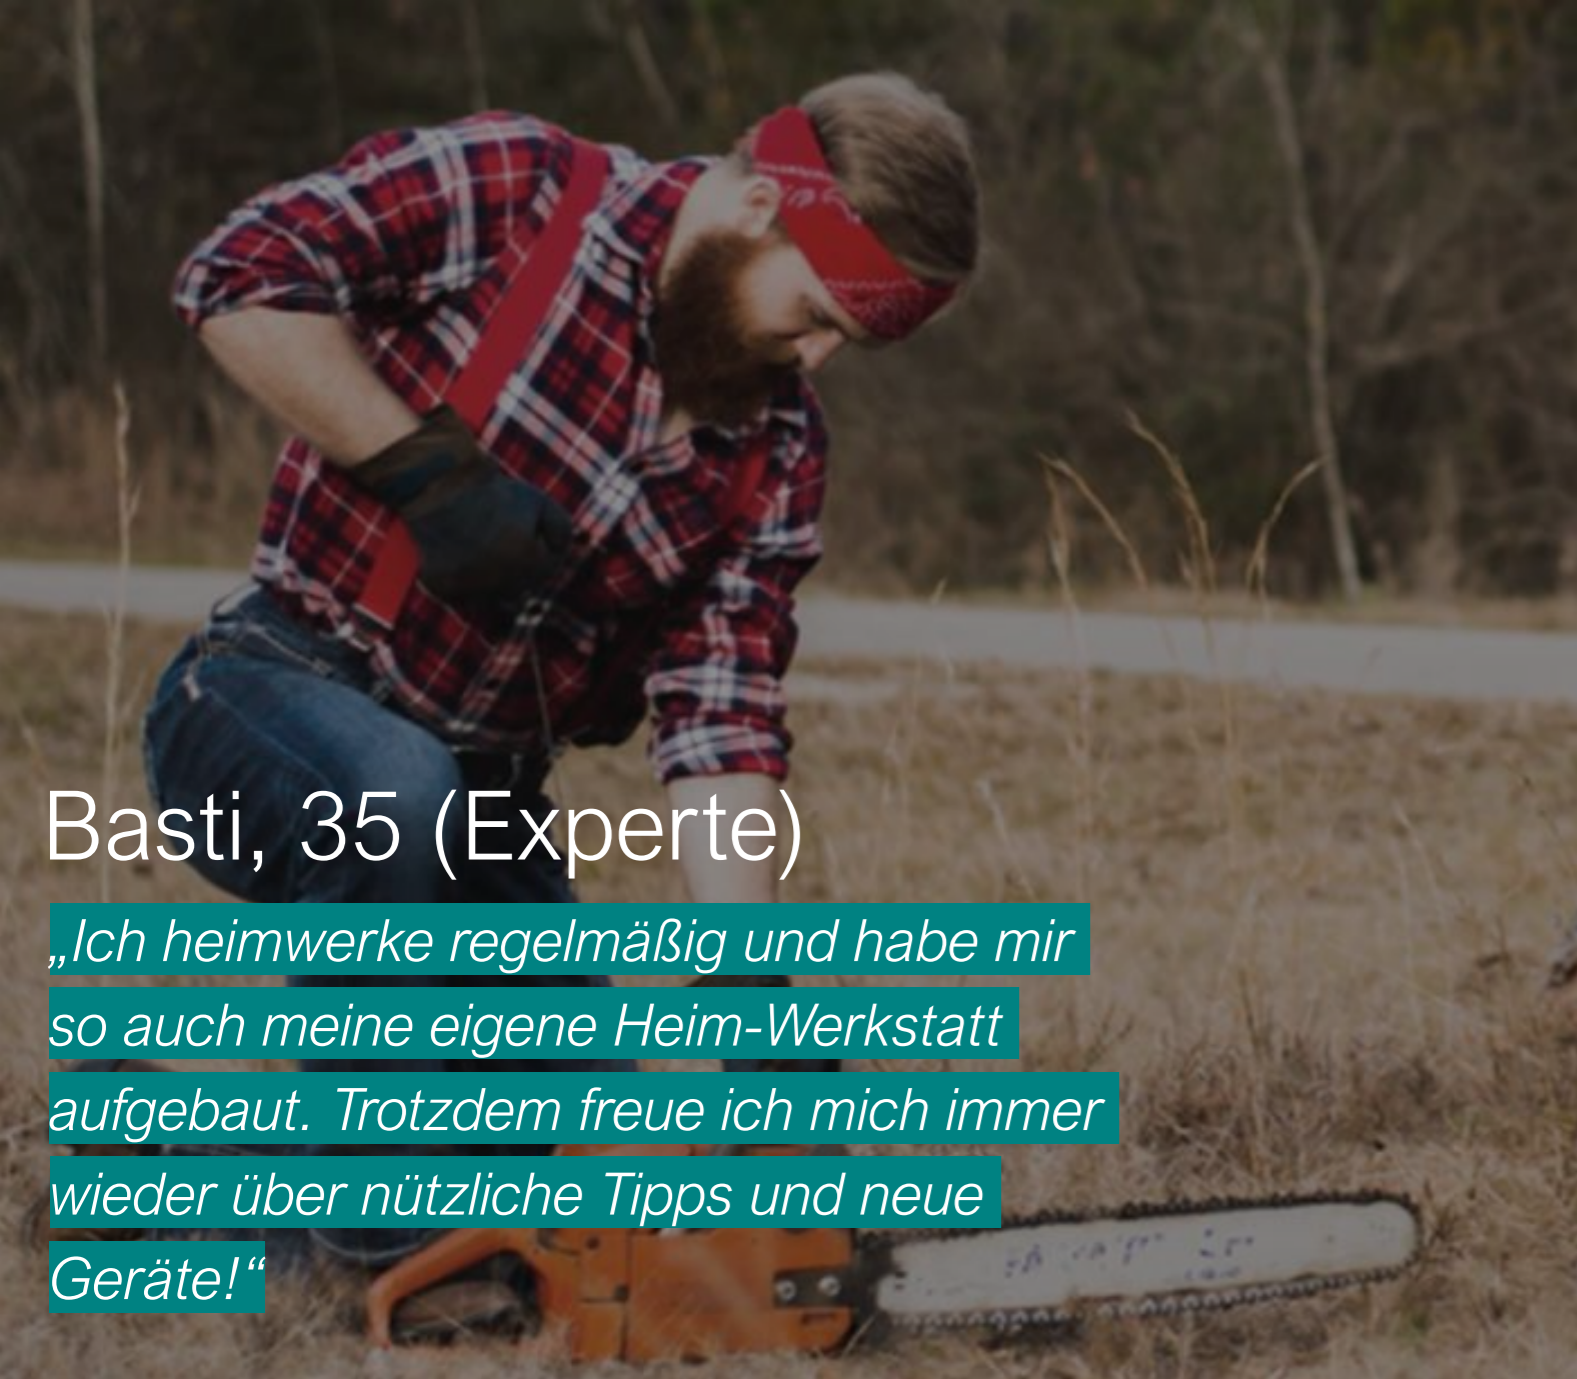 Basti, 35 (Experte)
„Ich heimwerke regelmäßig und habe mir
so auch meine eigene Heim-Werkstatt
aufgebaut. Trotzdem freue ich mich immer
wieder über nützliche Tipps und neue
Geräte!“